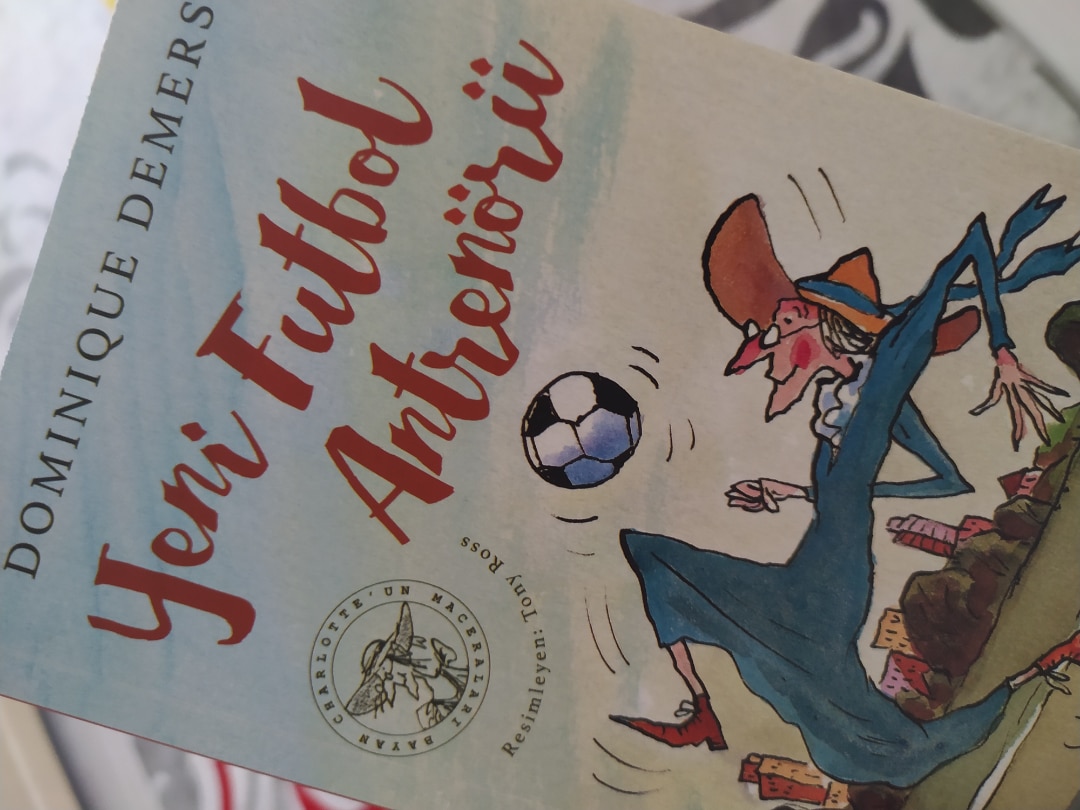 DOMINIQUE DEMERS
Yeni Futbol
Antrenörü
BAYAN CHARLOTTE'UN MACERALARI
Resimleyen: Tony Ross